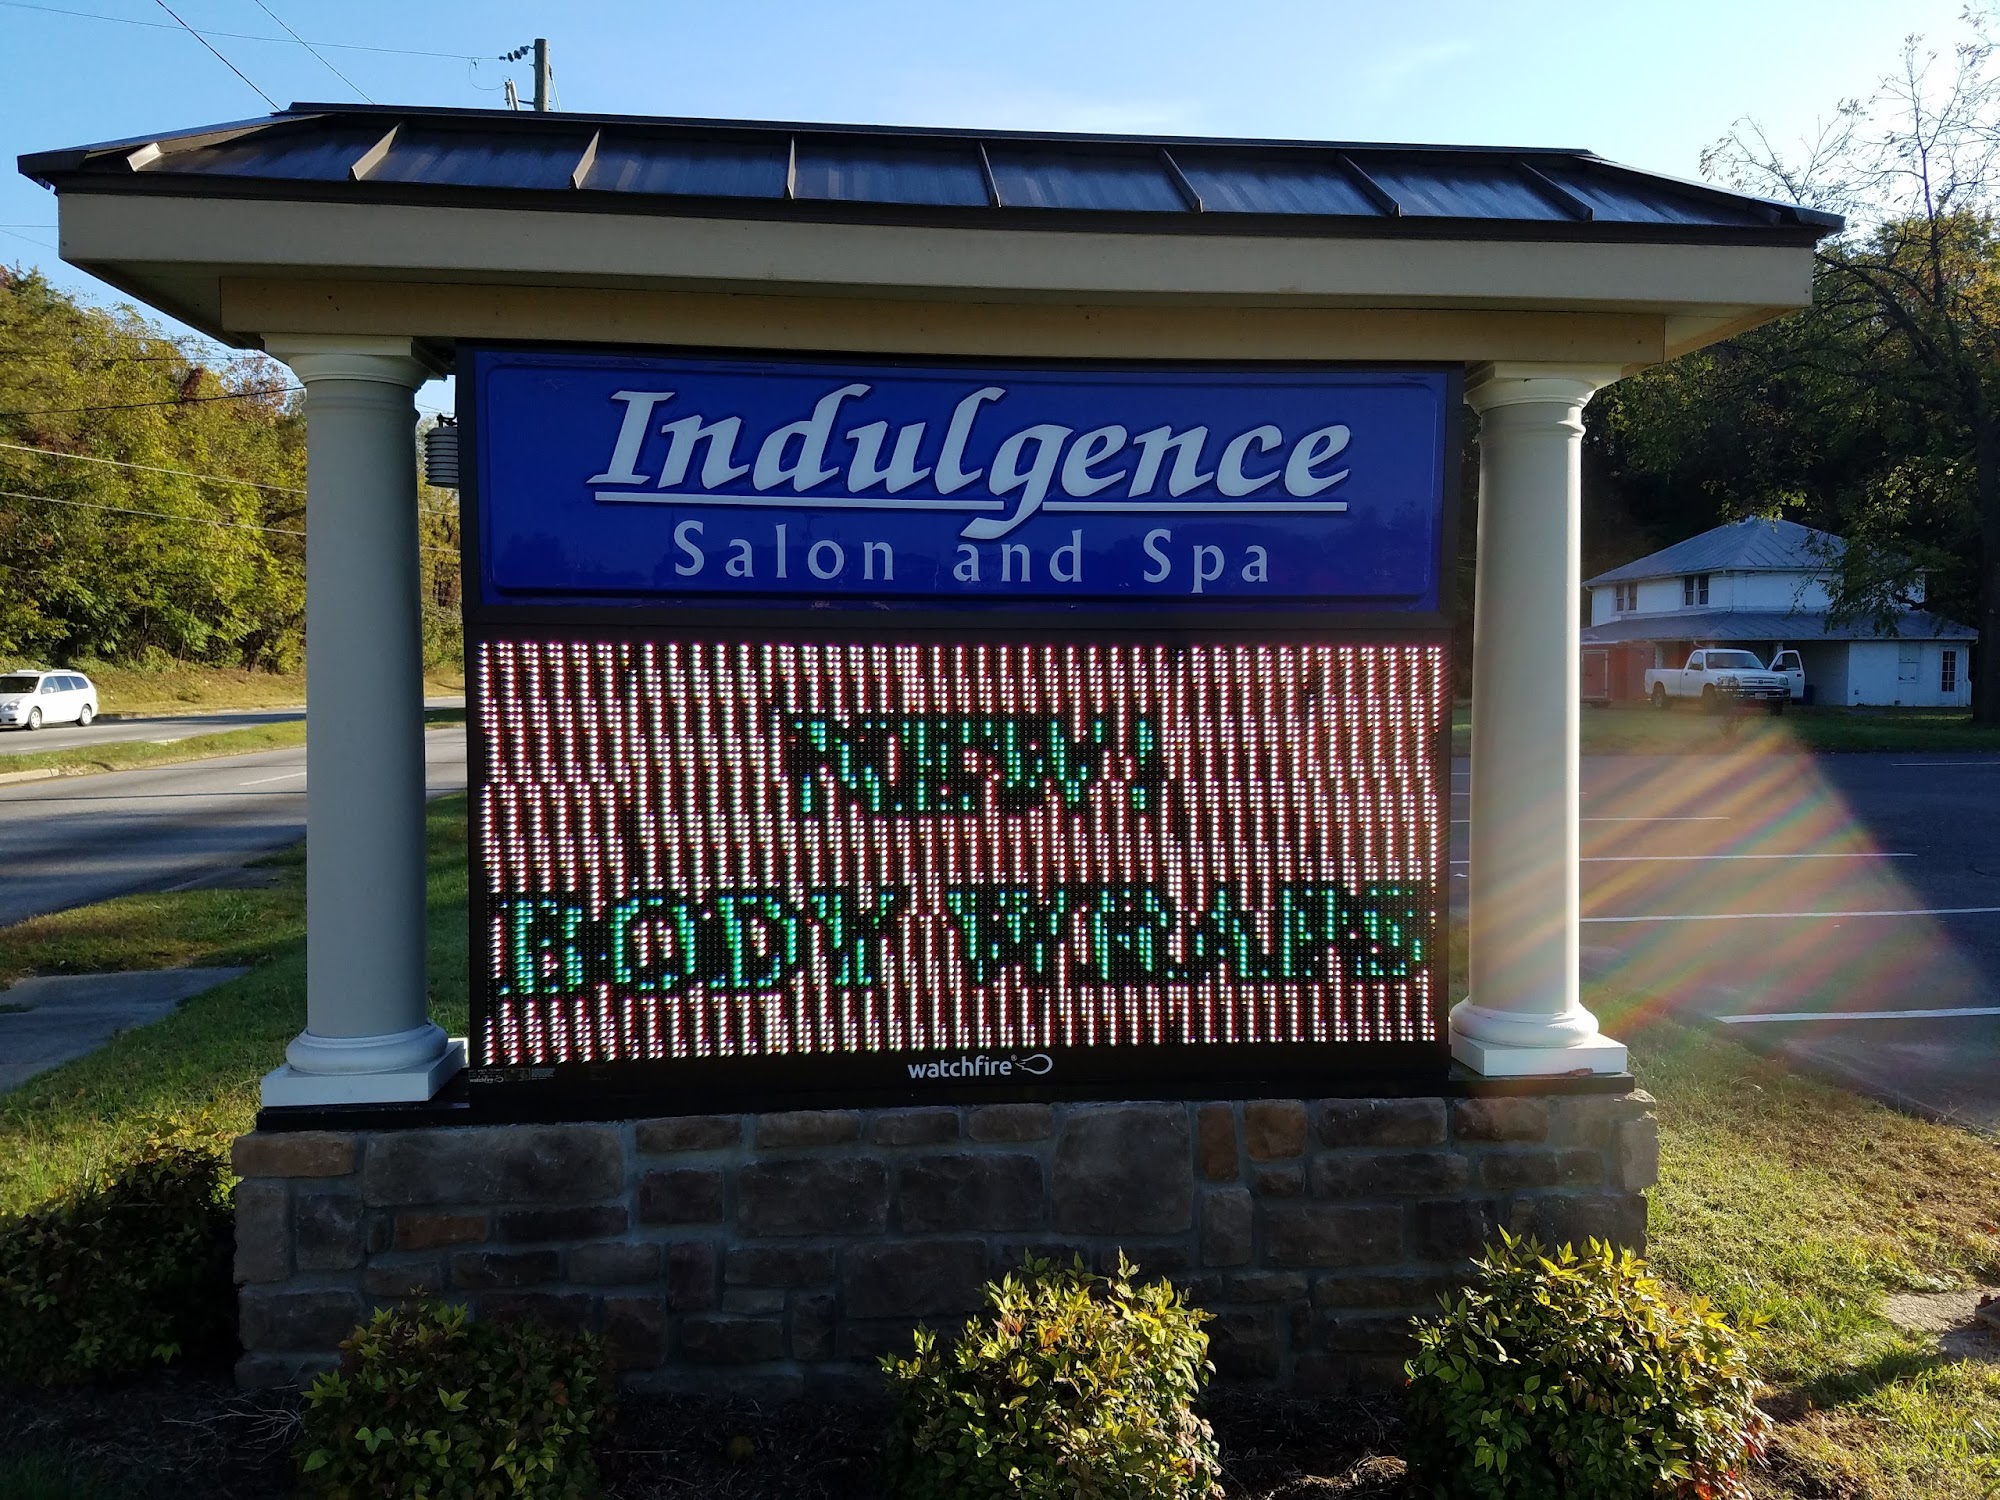 Indulgence
Salon and Spa
NEW!
BODY WRAPS
watchfire®